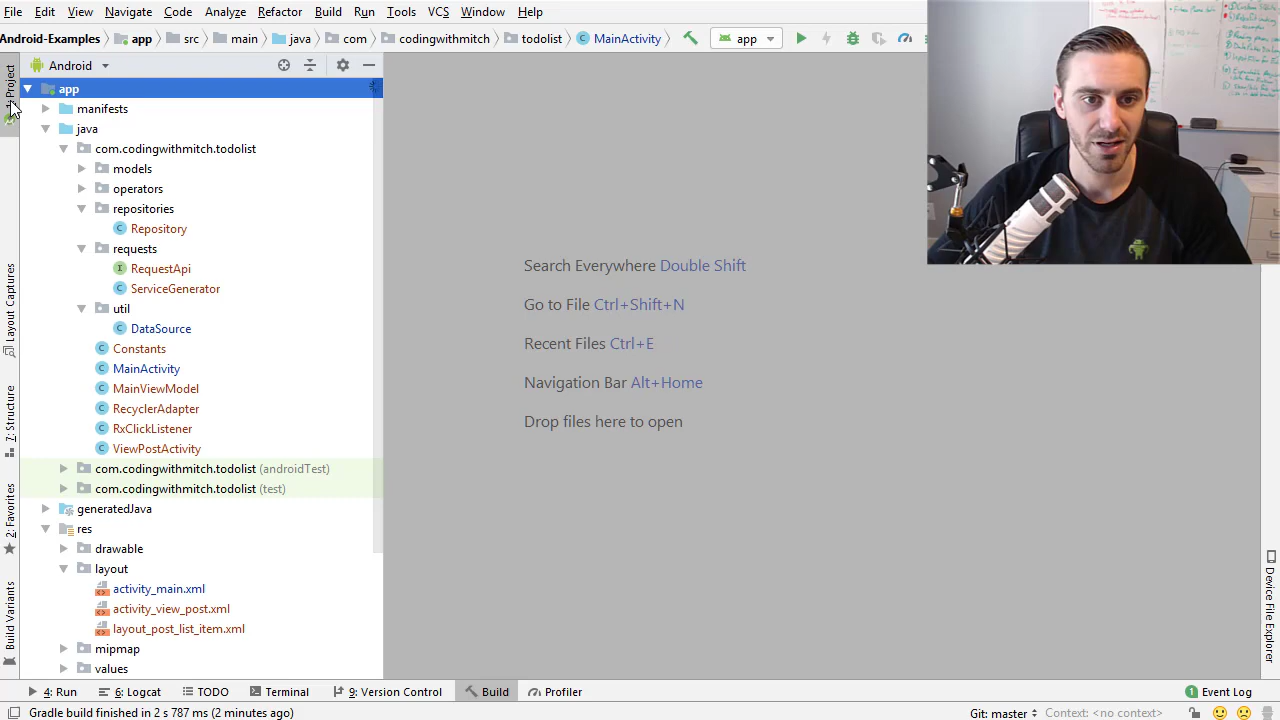 File Edit View Navigate Code Analyze Refactor Build Run Tools VCS Window Help
Android-Examples app src main java com codingwithmitch todolist MainActivity app
Project
Android
app
manifests
java
com.codingwithmitch.todolist
models
operators
repositories
Repository
requests
RequestApi
ServiceGenerator
util
DataSource
Constants
MainActivity
MainViewModel
RecyclerAdapter
RxClickListener
ViewPostActivity
com.codingwithmitch.todolist (androidTest)
com.codingwithmitch.todolist (test)
generatedJava
res
drawable
layout
activity_main.xml
activity_view_post.xml
layout_post_list_item.xml
mipmap
values
Layout Captures
7: Structure
2: Favorites
Build Variants
Search Everywhere Double Shift
Go to File Ctrl+Shift+N
Recent Files Ctrl+E
Navigation Bar Alt+Home
Drop files here to open
Device File Explorer
4: Run 6: Logcat TODO Terminal 9: Version Control Build Profiler 1 Event Log
Gradle build finished in 2 s 787 ms (2 minutes ago) Git: master Context: <no context>